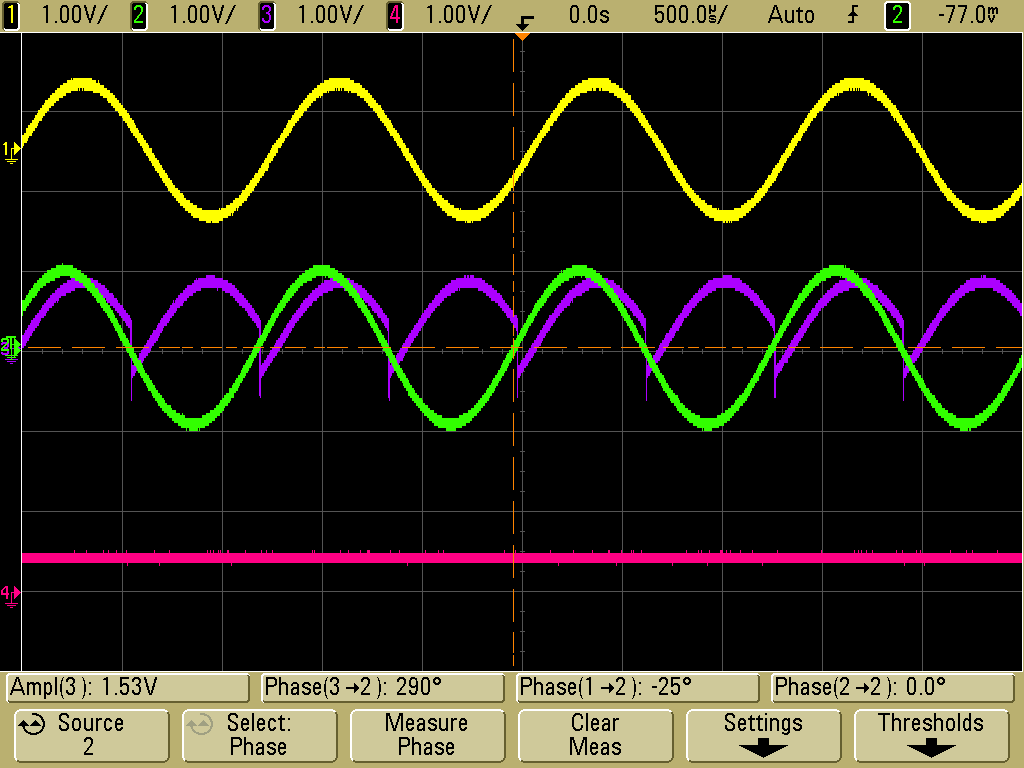 1 1.00V/ 2 1.00V/ 3 1.00V/ 4 1.00V/ 0.0s 500.0µs/ Auto 2 -77.0mV
1
2
4
Ampl(3): 1.53V Phase(3→2): 290° Phase(1→2): -25° Phase(2→2): 0.0°
Source
2
Select:
Phase
Measure
Phase
Clear
Meas
Settings
Thresholds